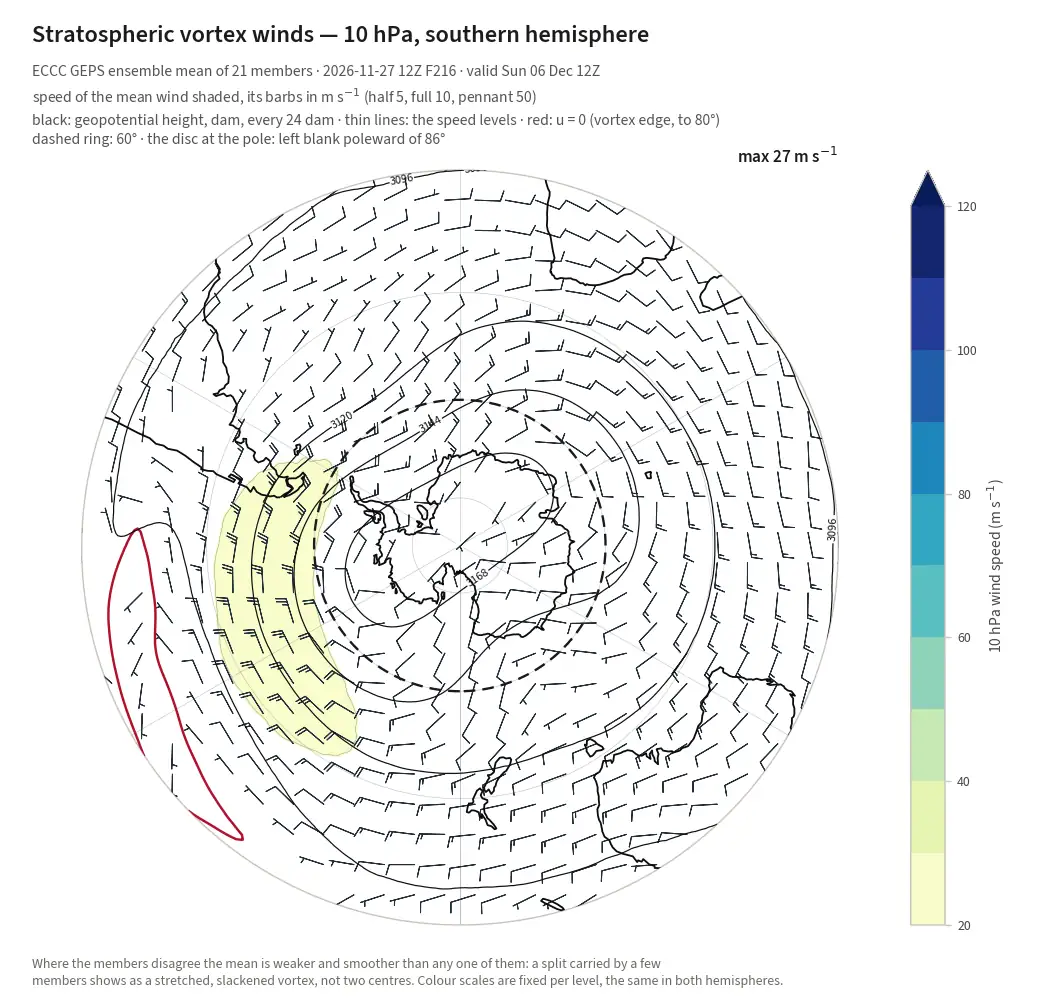 Stratospheric vortex winds — 10 hPa, southern hemisphere
ECCC GEPS ensemble mean of 21 members · 2026-11-27 12Z F216 · valid Sun 06 Dec 12Z
speed of the mean wind shaded, its barbs in m s⁻¹ (half 5, full 10, pennant 50)
black: geopotential height, dam, every 24 dam · thin lines: the speed levels · red: u = 0 (vortex edge, to 80°)
dashed ring: 60° · the disc at the pole: left blank poleward of 86°
max 27 m s⁻¹
3096
120
100
80
60
40
20
10 hPa wind speed (m s⁻¹)
3120
3144
3096
3168
Where the members disagree the mean is weaker and smoother than any one of them: a split carried by a few
members shows as a stretched, slackened vortex, not two centres. Colour scales are fixed per level, the same in both hemispheres.